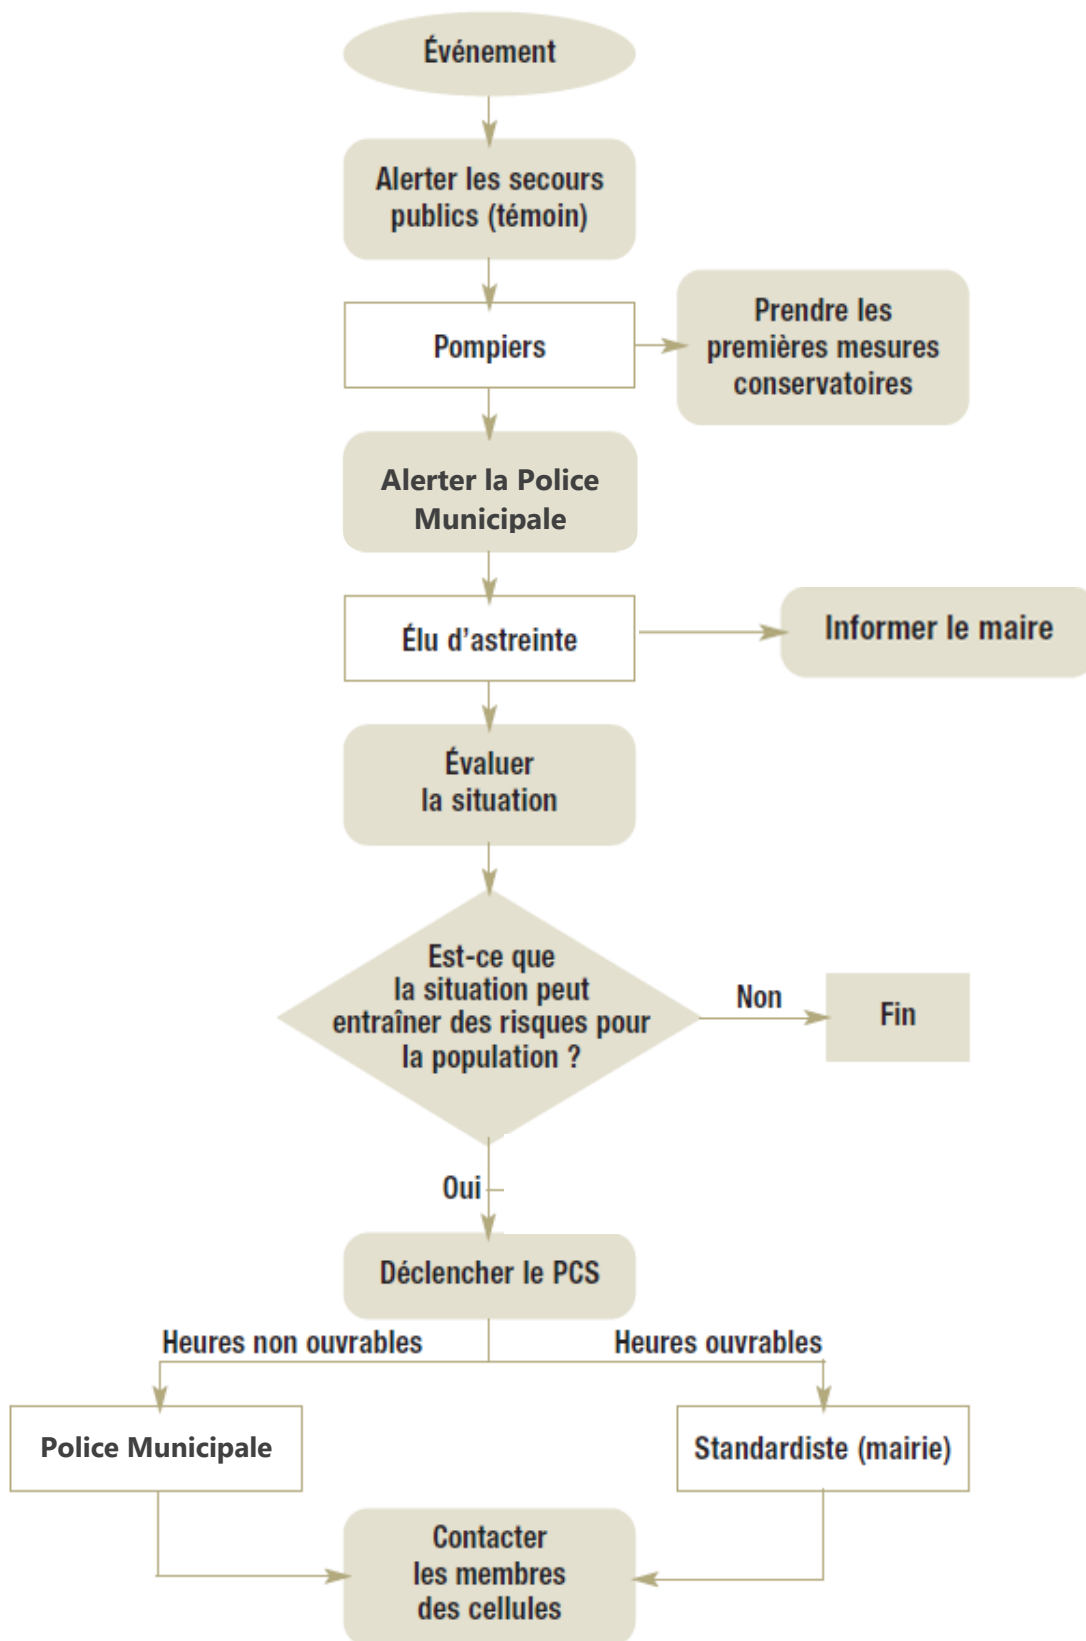 Événement
Alerter les secours
publics (témoin)
Pompiers
Prendre les
premières mesures
conservatoires
Alerter la Police
Municipale
Élu d’astreinte
Informer le maire
Évaluer
la situation
Est-ce que
la situation peut
entraîner des risques pour
la population ?
Non
Fin
Oui
Déclencher le PCS
Heures non ouvrables
Heures ouvrables
Police Municipale
Standardiste (mairie)
Contacter
les membres
des cellules